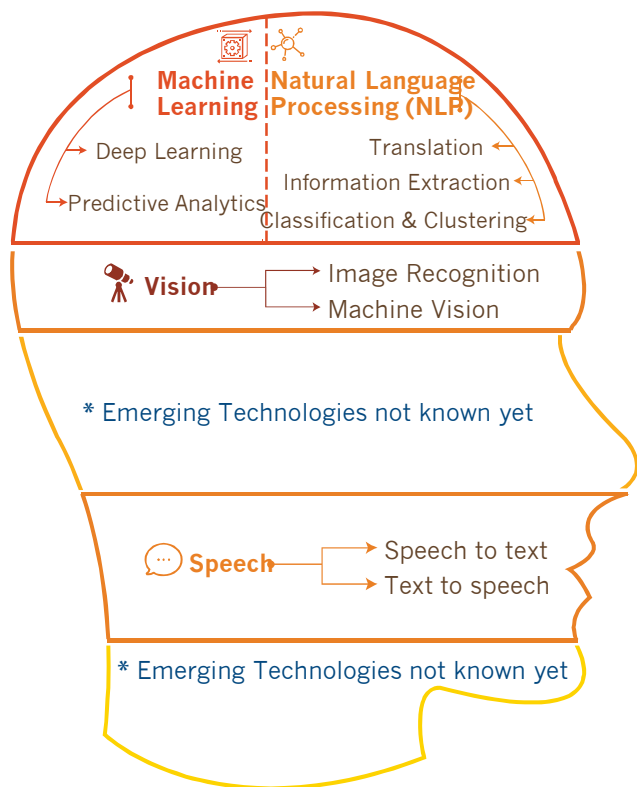 Machine
Learning
Natural Language
Processing (NLP)
Deep Learning
Predictive Analytics
Translation
Information Extraction
Classification & Clustering
Vision
Image Recognition
Machine Vision
* Emerging Technologies not known yet
Speech
Speech to text
Text to speech
* Emerging Technologies not known yet